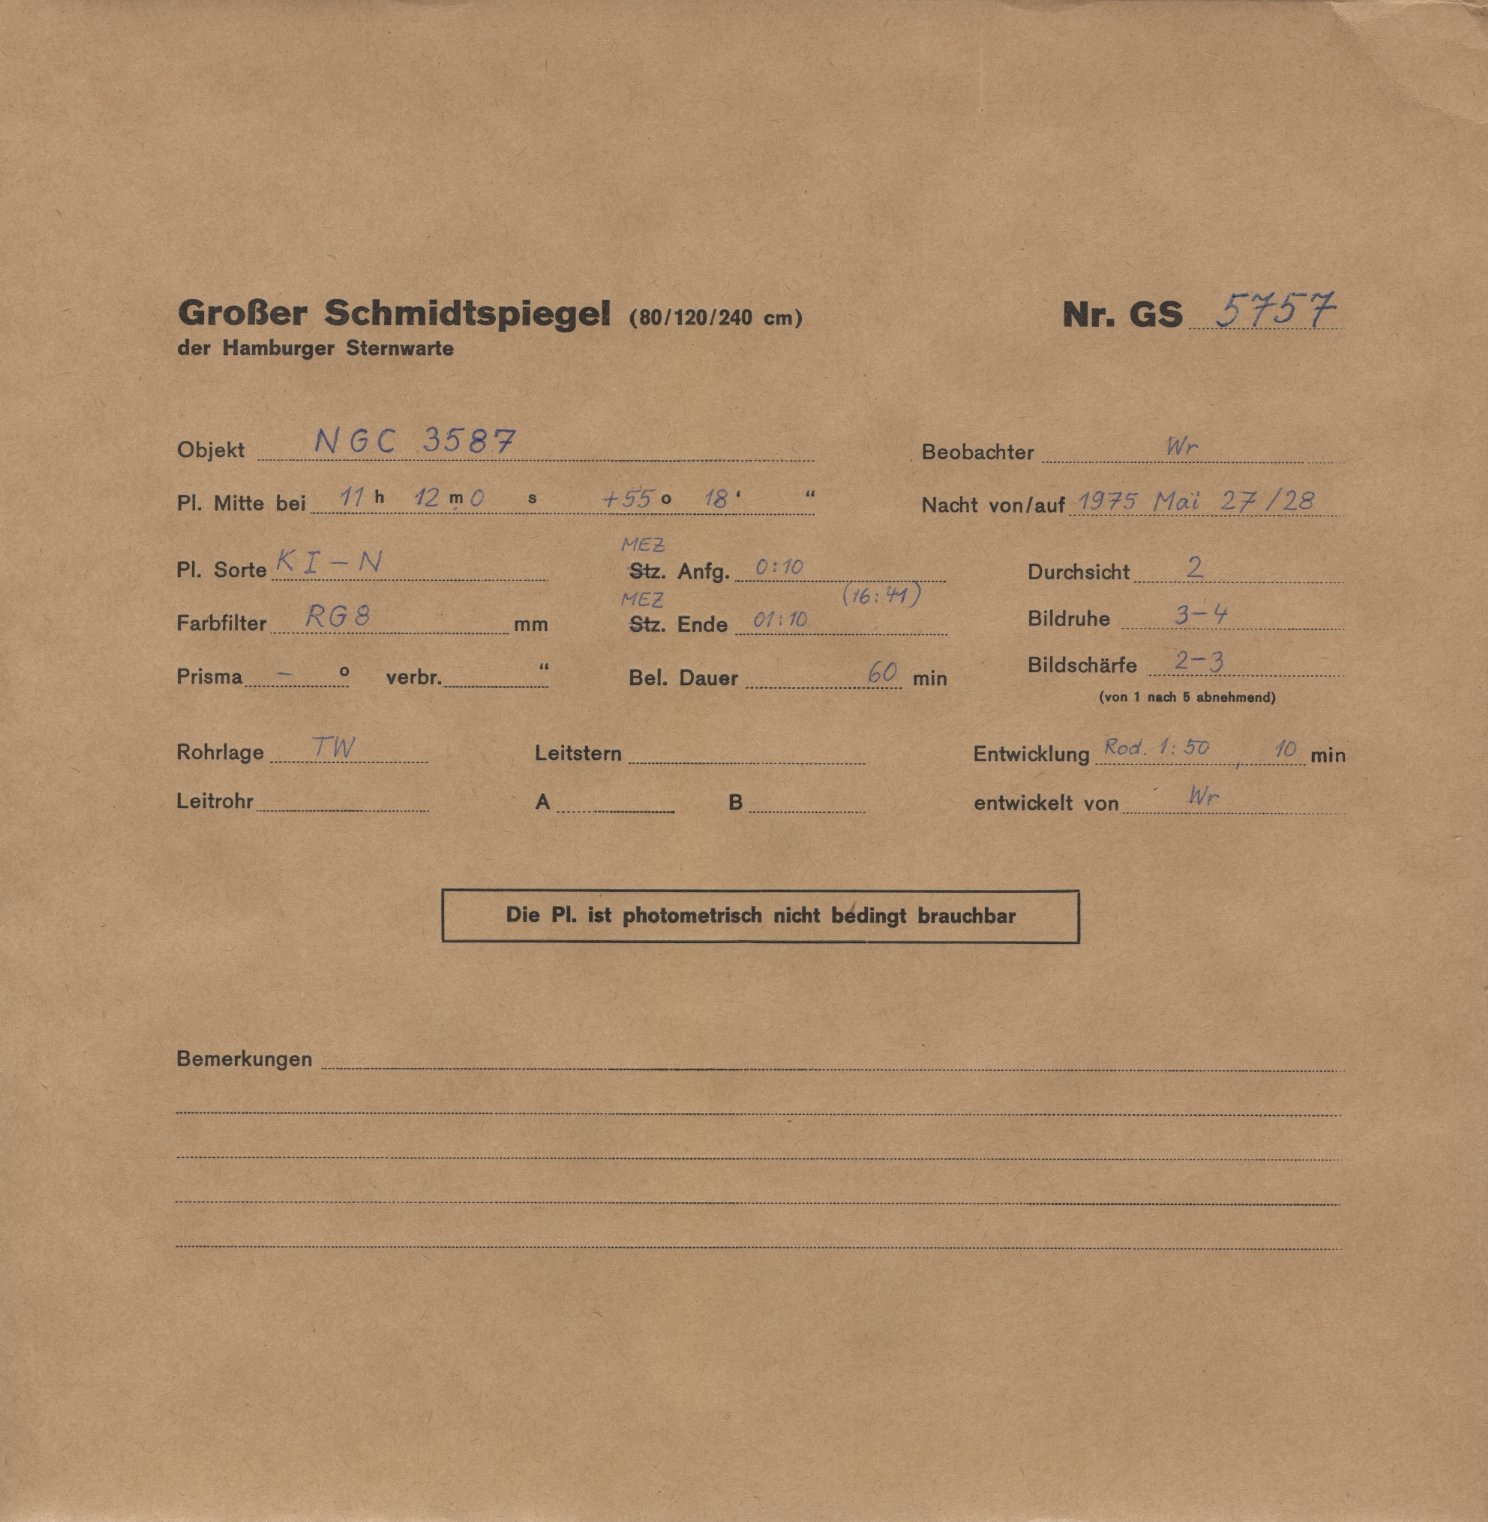 Großer Schmidtspiegel (80/120/240 cm) Nr. GS 5757
der Hamburger Sternwarte
Objekt NGC 3587 Beobachter Wr
Pl. Mitte bei 11 h 12 m 0 s +55 o 18 ' “ Nacht von/auf 1975 Mai 27/28
MEZ
Pl. Sorte KI-N Stz. Anfg. 0:10 Durchsicht 2
MEZ (16:41)
Farbfilter RG8 mm Stz. Ende 01:10 Bildruhe 3-4
Prisma - o verbr. “ Bel. Dauer 60 min Bildschärfe 2-3
(von 1 nach 5 abnehmend)
Rohrlage TW Leitstern Entwicklung Rod. 1:50, 10 min
Leitrohr A B entwickelt von Wr
Die Pl. ist photometrisch nicht bedingt brauchbar
Bemerkungen